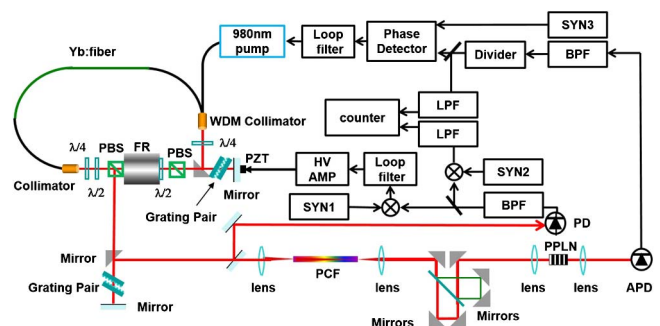 SYN3
980nm
pump
Loop
filter
Phase
Detector
Divider
BPF
Yb:fiber
counter
LPF
LPF
WDM Collimator
λ/4
PBS
FR
PBS
λ/4
PZT
HV
AMP
Loop
filter
SYN2
Collimator
λ/2
λ/2
Mirror
Grating Pair
SYN1
BPF
PD
PPLN
Mirror
PCF
lens
lens
lens
lens
APD
Grating Pair
Mirror
Mirrors
Mirrors